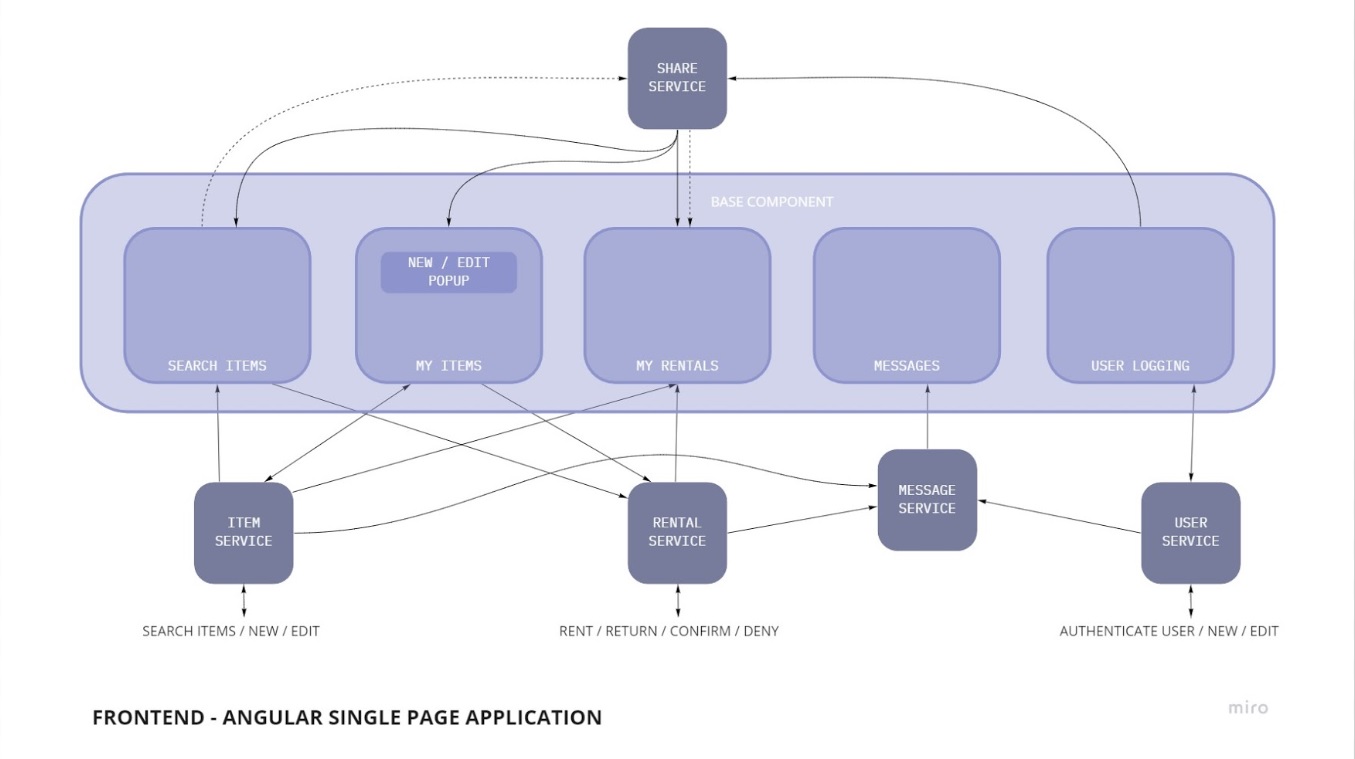 SHARE
SERVICE
BASE COMPONENT
NEW / EDIT
POPUP
SEARCH ITEMS
MY ITEMS
MY RENTALS
MESSAGES
USER LOGGING
ITEM
SERVICE
RENTAL
SERVICE
MESSAGE
SERVICE
USER
SERVICE
SEARCH ITEMS / NEW / EDIT
RENT / RETURN / CONFIRM / DENY
AUTHENTICATE USER / NEW / EDIT
FRONTEND - ANGULAR SINGLE PAGE APPLICATION
miro